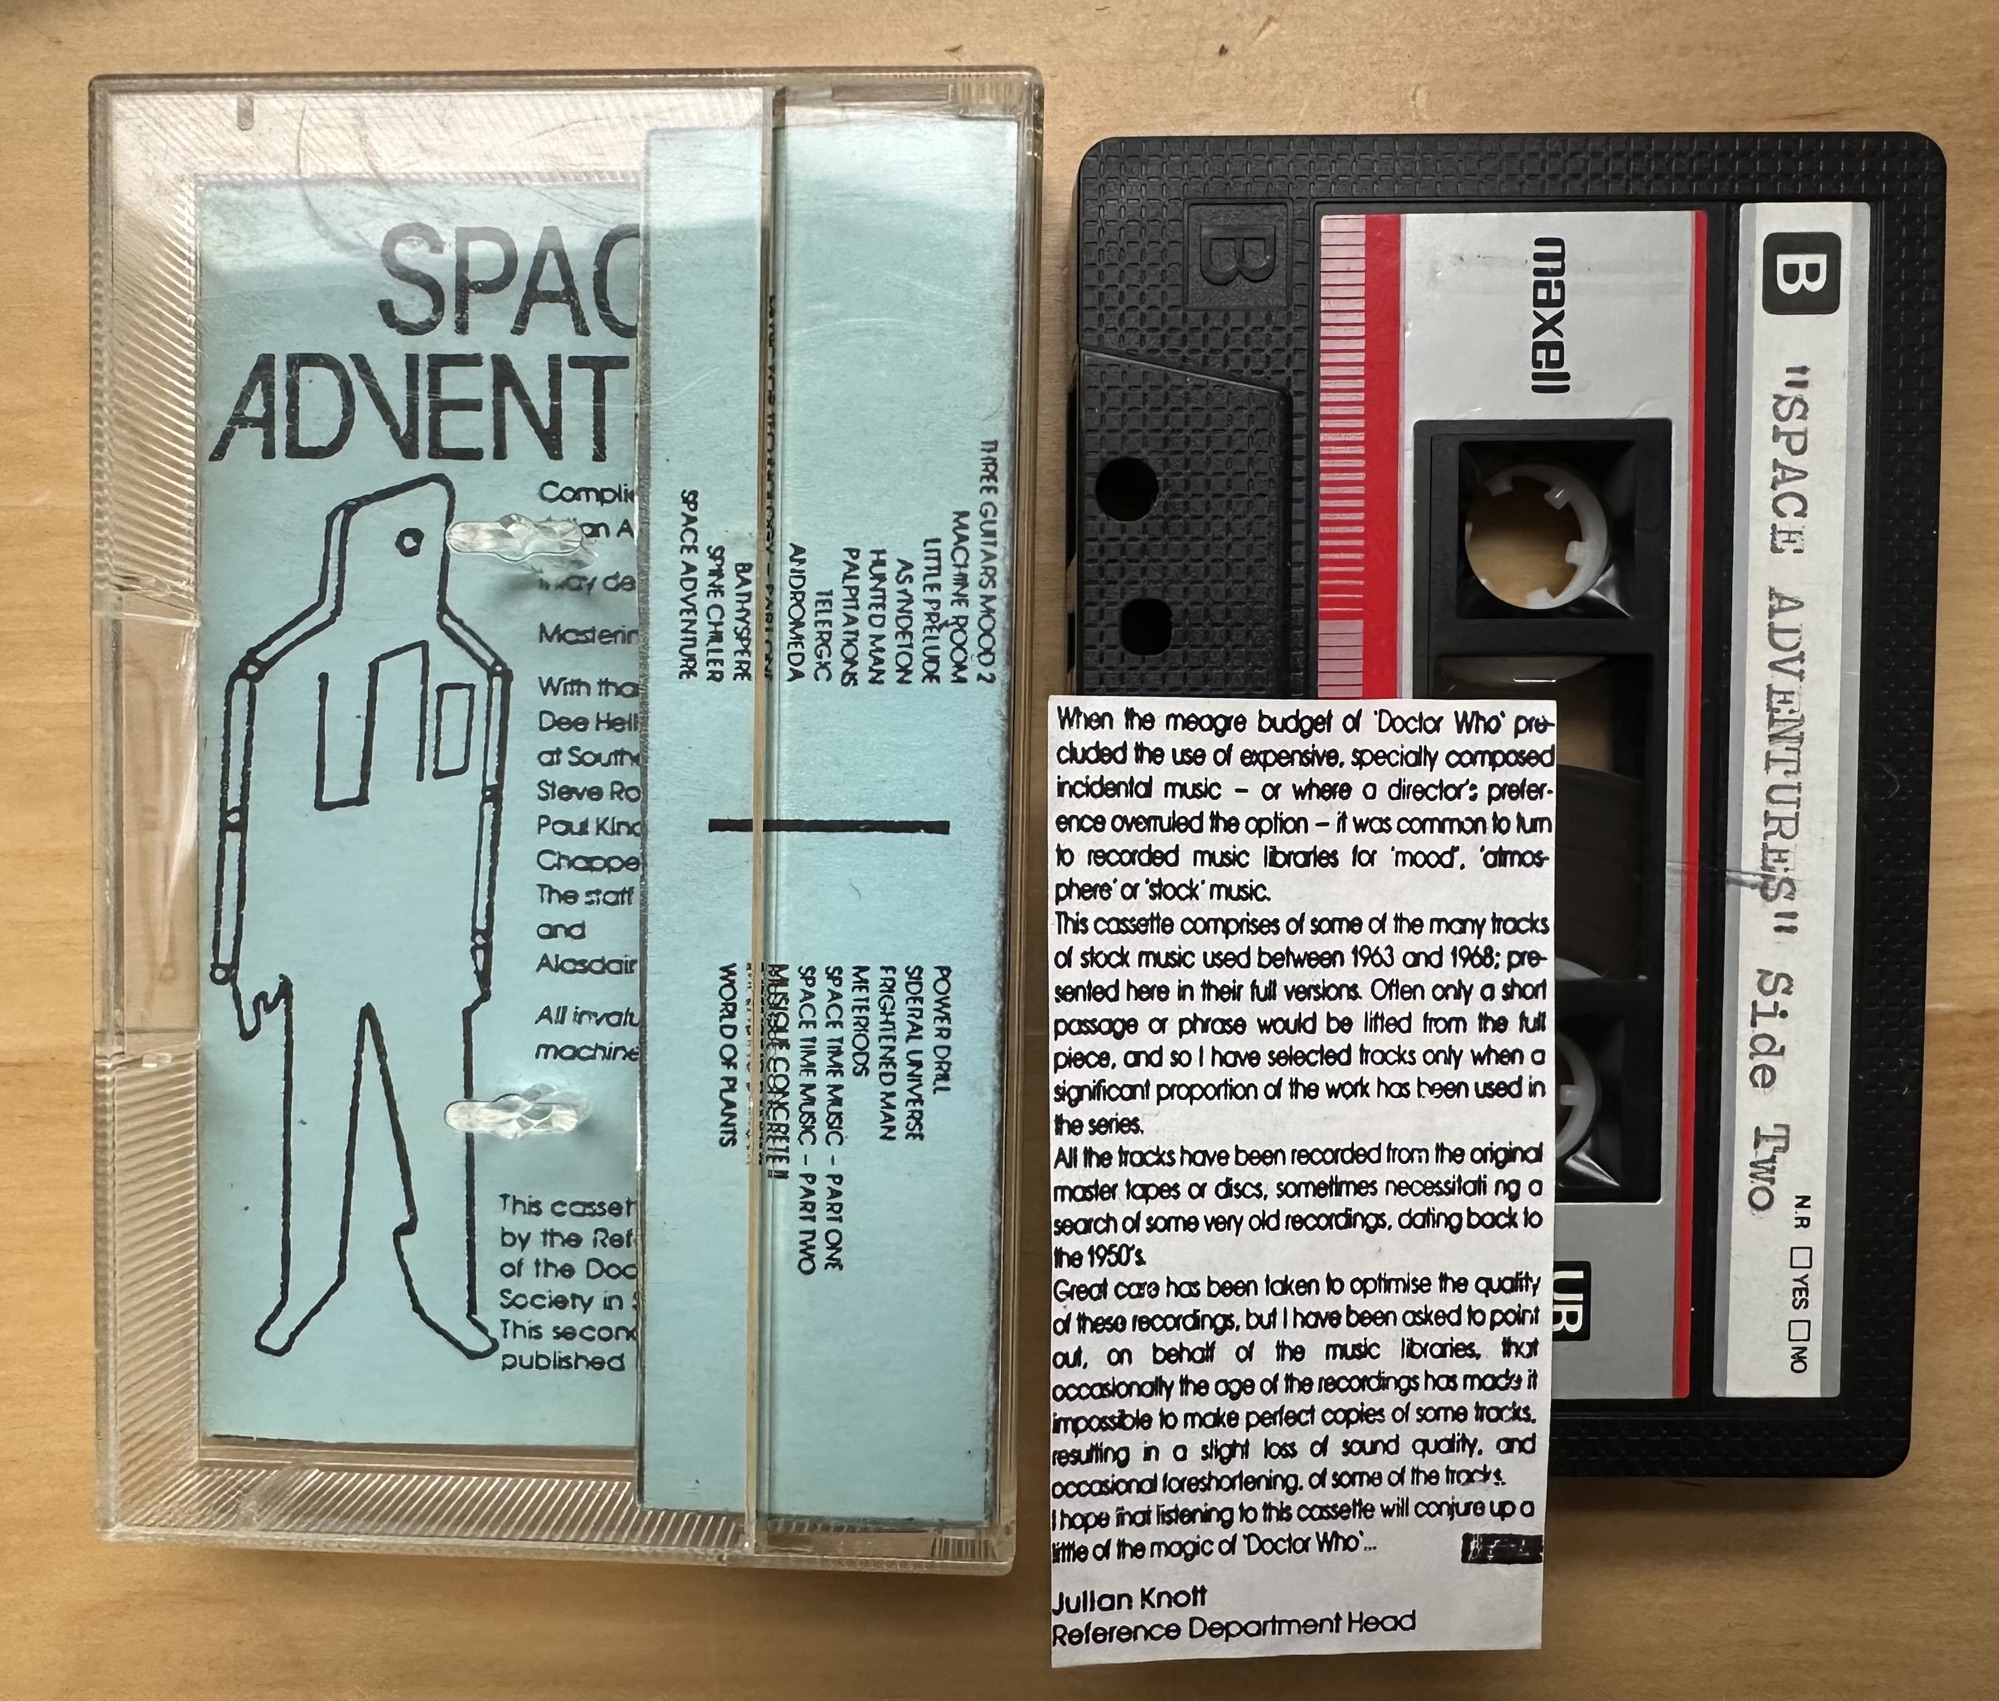 SPAC
ADVENT
Complie
an A
may de
Masterin
With tha
Dee Hell
at Southe
Steve Ro
Paul King
Chappe
The staff
and
Alasdair
All invalu
machine
This casset
by the Ref
of the Doc
Society in
This secon
published
THREE GUITARS MOOD 2
MACHINE ROOM
LITTLE PRELUDE
ASYNDETON
HUNTED MAN
PALPITATIONS
TELERGIC
ANDROMEDA
PART ONE
BATHYSPERE
SPINE CHILLER
SPACE ADVENTURE
POWER DRILL
SIDERAL UNIVERSE
FRIGHTENED MAN
METERIODS
SPACE TIME MUSIC – PART ONE
SPACE TIME MUSIC – PART TWO
MUSIQUE CONCRETE II
WORLD OF PLANTS
B
maxell
UR
B
"SPACE ADVENTURES" Side Two
N.R □ YES □ NO
When the meagre budget of 'Doctor Who' pre-
cluded the use of expensive, specially composed
incidental music – or where a director's prefer-
ence overruled the option – it was common to turn
to recorded music libraries for 'mood', 'atmos-
phere' or 'stock' music.
This cassette comprises of some of the many tracks
of stock music used between 1963 and 1968; pre-
sented here in their full versions. Often only a short
passage or phrase would be lifted from the full
piece, and so I have selected tracks only when a
significant proportion of the work has been used in
the series.
All the tracks have been recorded from the original
master tapes or discs, sometimes necessitati ng a
search of some very old recordings, dating back to
the 1950's.
Great care has been taken to optimise the quality
of these recordings, but I have been asked to point
out, on behalf of the music libraries, that
occasionally the age of the recordings has made it
impossible to make perfect copies of some tracks,
resulting in a slight loss of sound quality, and
occasional foreshortening, of some of the tracks.
I hope that listening to this cassette will conjure up a
little of the magic of 'Doctor Who'...
Julian Knott
Reference Department Head